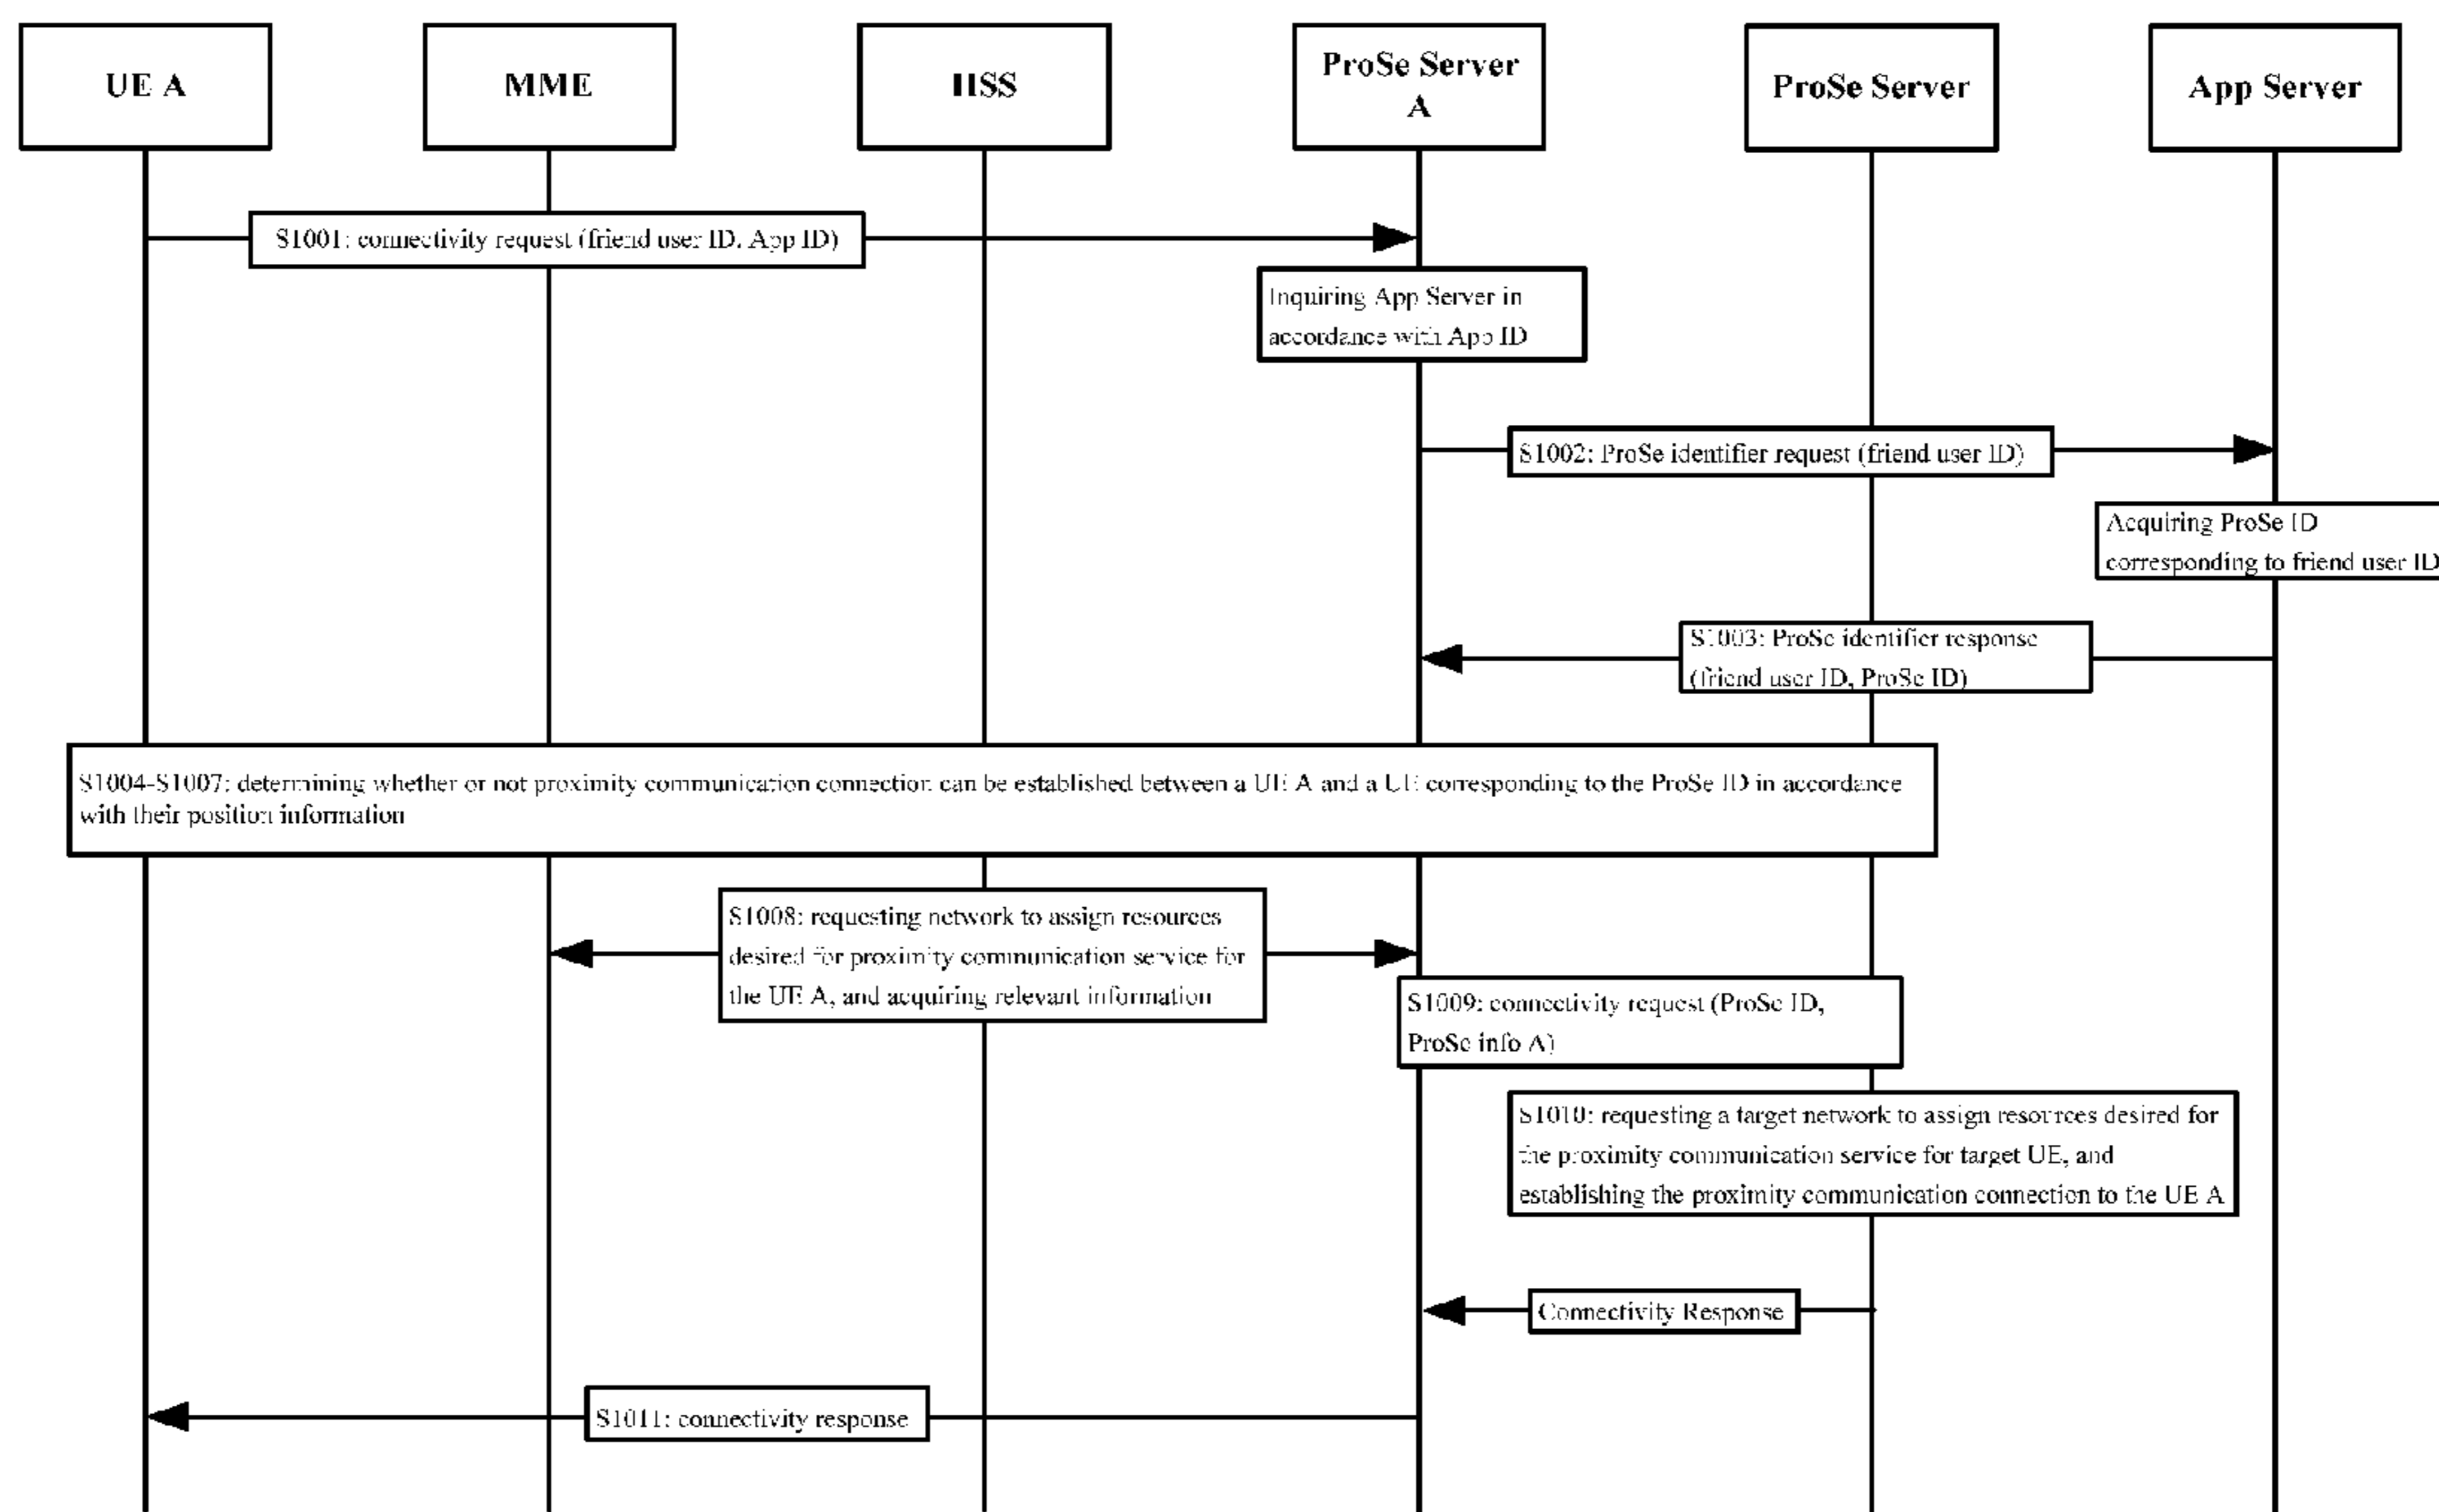 UE A
MME
HSS
ProSe Server
A
ProSe Server
App Server
S1001: connectivity request (friend user ID, App ID)
Inquiring App Server in
accordance with App ID
S1002: ProSe identifier request (friend user ID)
Acquiring ProSe ID
corresponding to friend user ID
S1003: ProSe identifier response
(friend user ID, ProSe ID)
S1004-S1007: determining whether or not proximity communication connection can be established between a UE A and a UE corresponding to the ProSe ID in accordance
with their position information
S1008: requesting network to assign resources
desired for proximity communication service for
the UE A, and acquiring relevant information
S1009: connectivity request (ProSe ID,
ProSe info A)
S1010: requesting a target network to assign resources desired for
the proximity communication service for target UE, and
establishing the proximity communication connection to the UE A
Connectivity Response
S1011: connectivity response